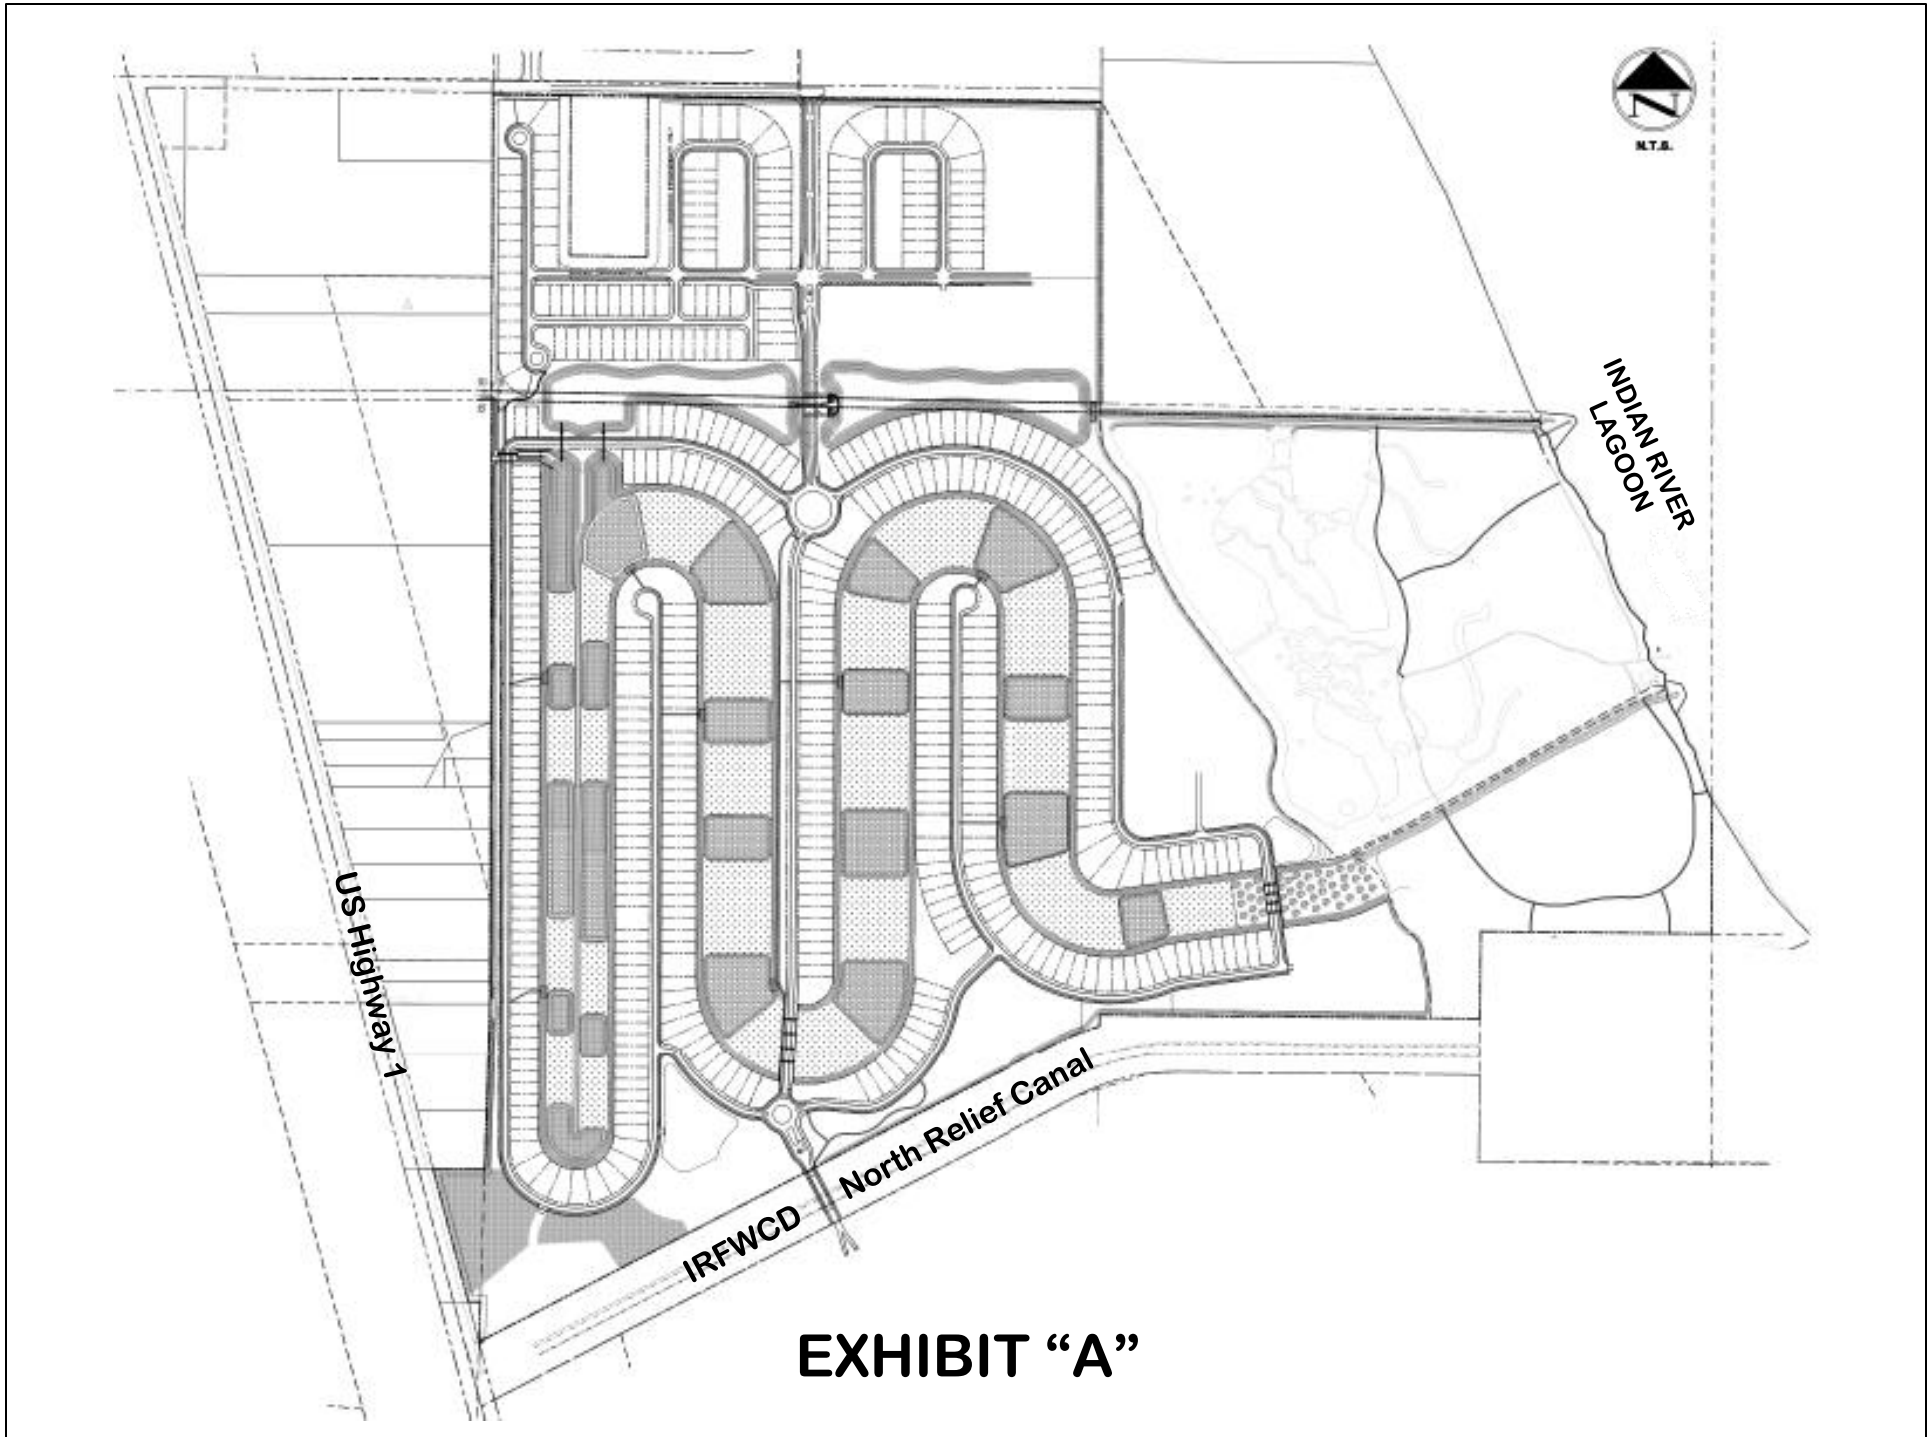 N
N.T.S.
INDIAN RIVER
LAGOON
US Highway 1
North Relief Canal
IRFWCD
EXHIBIT “A”